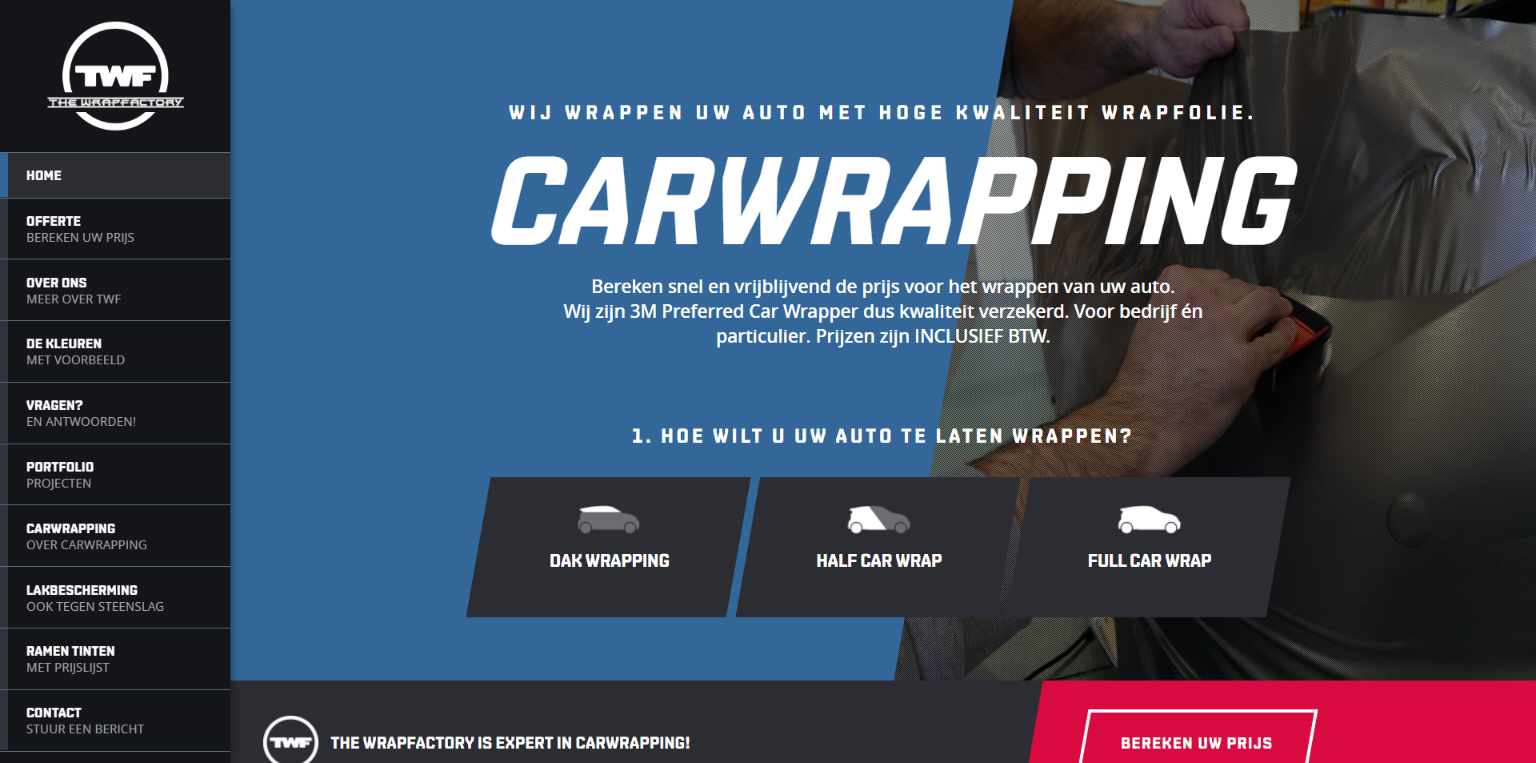 TWF
THE WRAPFACTORY
HOME
OFFERTE
BEREKEN UW PRIJS
OVER ONS
MEER OVER TWF
DE KLEUREN
MET VOORBEELD
VRAGEN?
EN ANTWOORDEN!
PORTFOLIO
PROJECTEN
CARWRAPPING
OVER CARWRAPPING
LAKBESCHERMING
OOK TEGEN STEENSLAG
RAMEN TINTEN
MET PRIJSLIJST
CONTACT
STUUR EEN BERICHT
WIJ WRAPPEN UW AUTO MET HOGE KWALITEIT WRAPFOLIE.
CARWRAPPING
Bereken snel en vrijblijvend de prijs voor het wrappen van uw auto.
Wij zijn 3M Preferred Car Wrapper dus kwaliteit verzekerd. Voor bedrijf én
particulier. Prijzen zijn INCLUSIEF BTW.
1. HOE WILT U UW AUTO TE LATEN WRAPPEN?
DAK WRAPPING
HALF CAR WRAP
FULL CAR WRAP
TWF
THE WRAPFACTORY IS EXPERT IN CARWRAPPING!
BEREKEN UW PRIJS